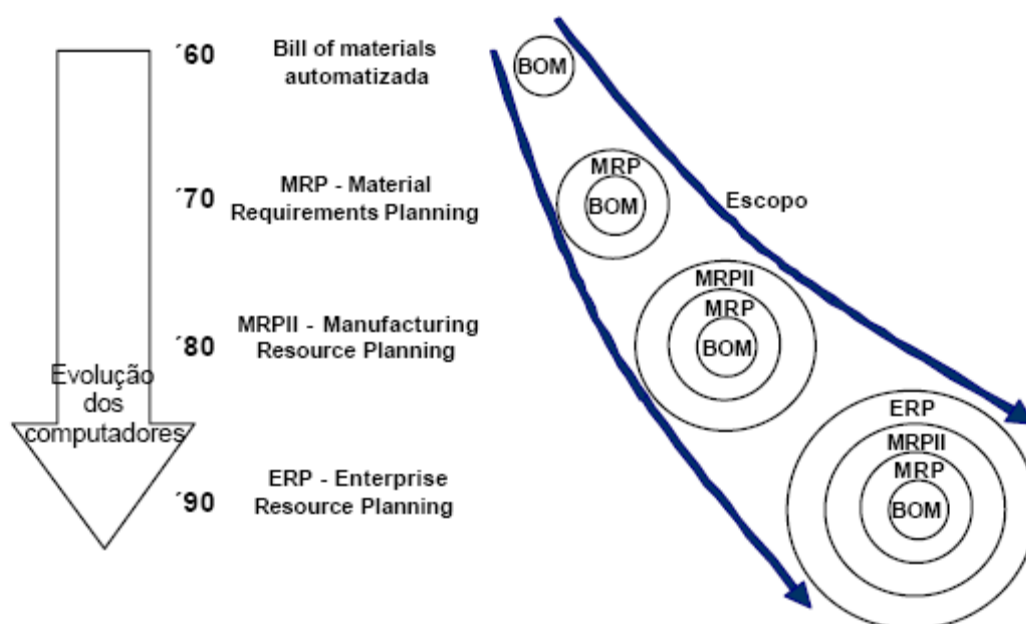 ´60
Bill of materials
automatizada
BOM
´70
MRP - Material
Requirements Planning
MRP
BOM
Escopo
´80
MRPII - Manufacturing
Resource Planning
MRPII
MRP
BOM
Evolução
dos
computadores
´90
ERP - Enterprise
Resource Planning
ERP
MRPII
MRP
BOM